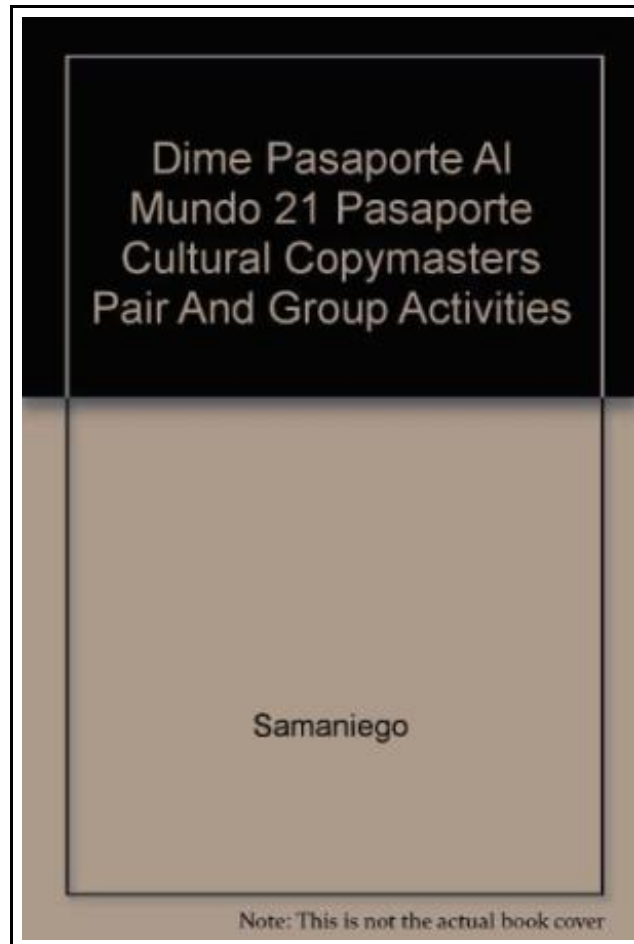 Dime Pasaporte Al
Mundo 21 Pasaporte
Cultural Copymasters
Pair And Group Activities
Samaniego
Note: This is not the actual book cover